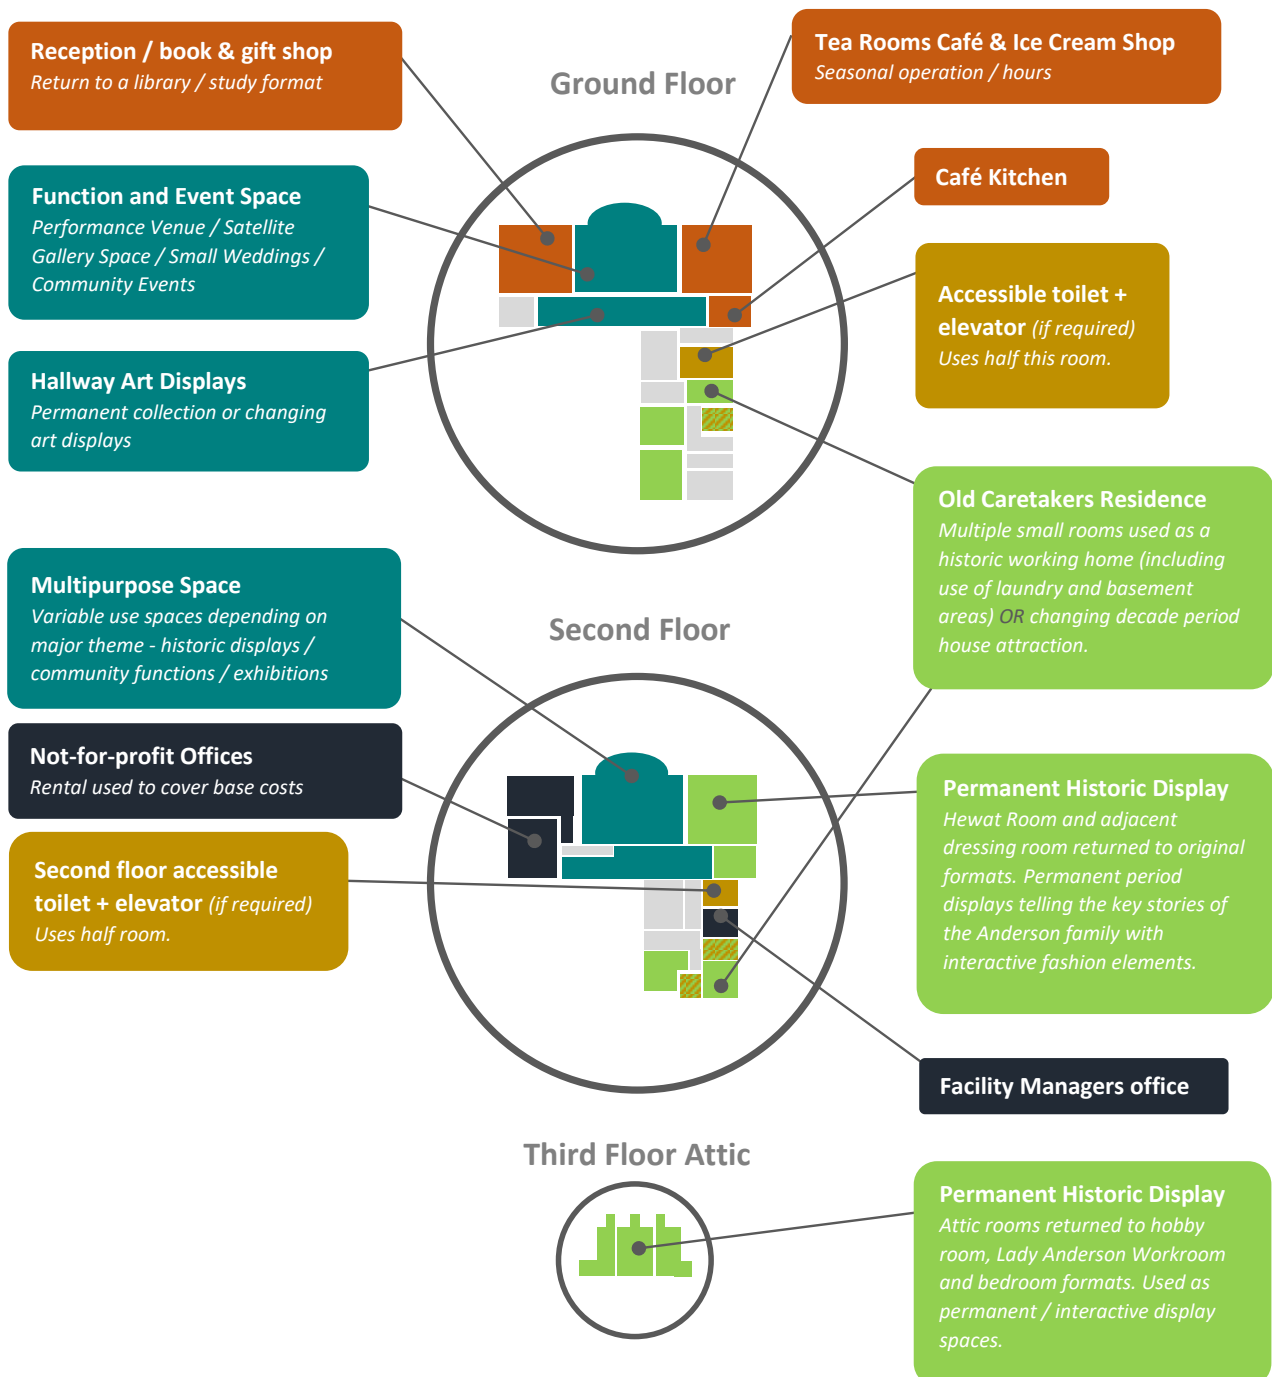 Reception / book & gift shop
Return to a library / study format
Tea Rooms Café & Ice Cream Shop
Seasonal operation / hours
Ground Floor
Function and Event Space
Performance Venue / Satellite
Gallery Space / Small Weddings /
Community Events
Café Kitchen
Accessible toilet +
elevator (if required)
Uses half this room.
Hallway Art Displays
Permanent collection or changing
art displays
Old Caretakers Residence
Multiple small rooms used as a
historic working home (including
use of laundry and basement
areas) OR changing decade period
house attraction.
Multipurpose Space
Variable use spaces depending on
major theme - historic displays /
community functions / exhibitions
Second Floor
Not-for-profit Offices
Rental used to cover base costs
Permanent Historic Display
Hewat Room and adjacent
dressing room returned to original
formats. Permanent period
displays telling the key stories of
the Anderson family with
interactive fashion elements.
Second floor accessible
toilet + elevator (if required)
Uses half room.
Facility Managers office
Third Floor Attic
Permanent Historic Display
Attic rooms returned to hobby
room, Lady Anderson Workroom
and bedroom formats. Used as
permanent / interactive display
spaces.